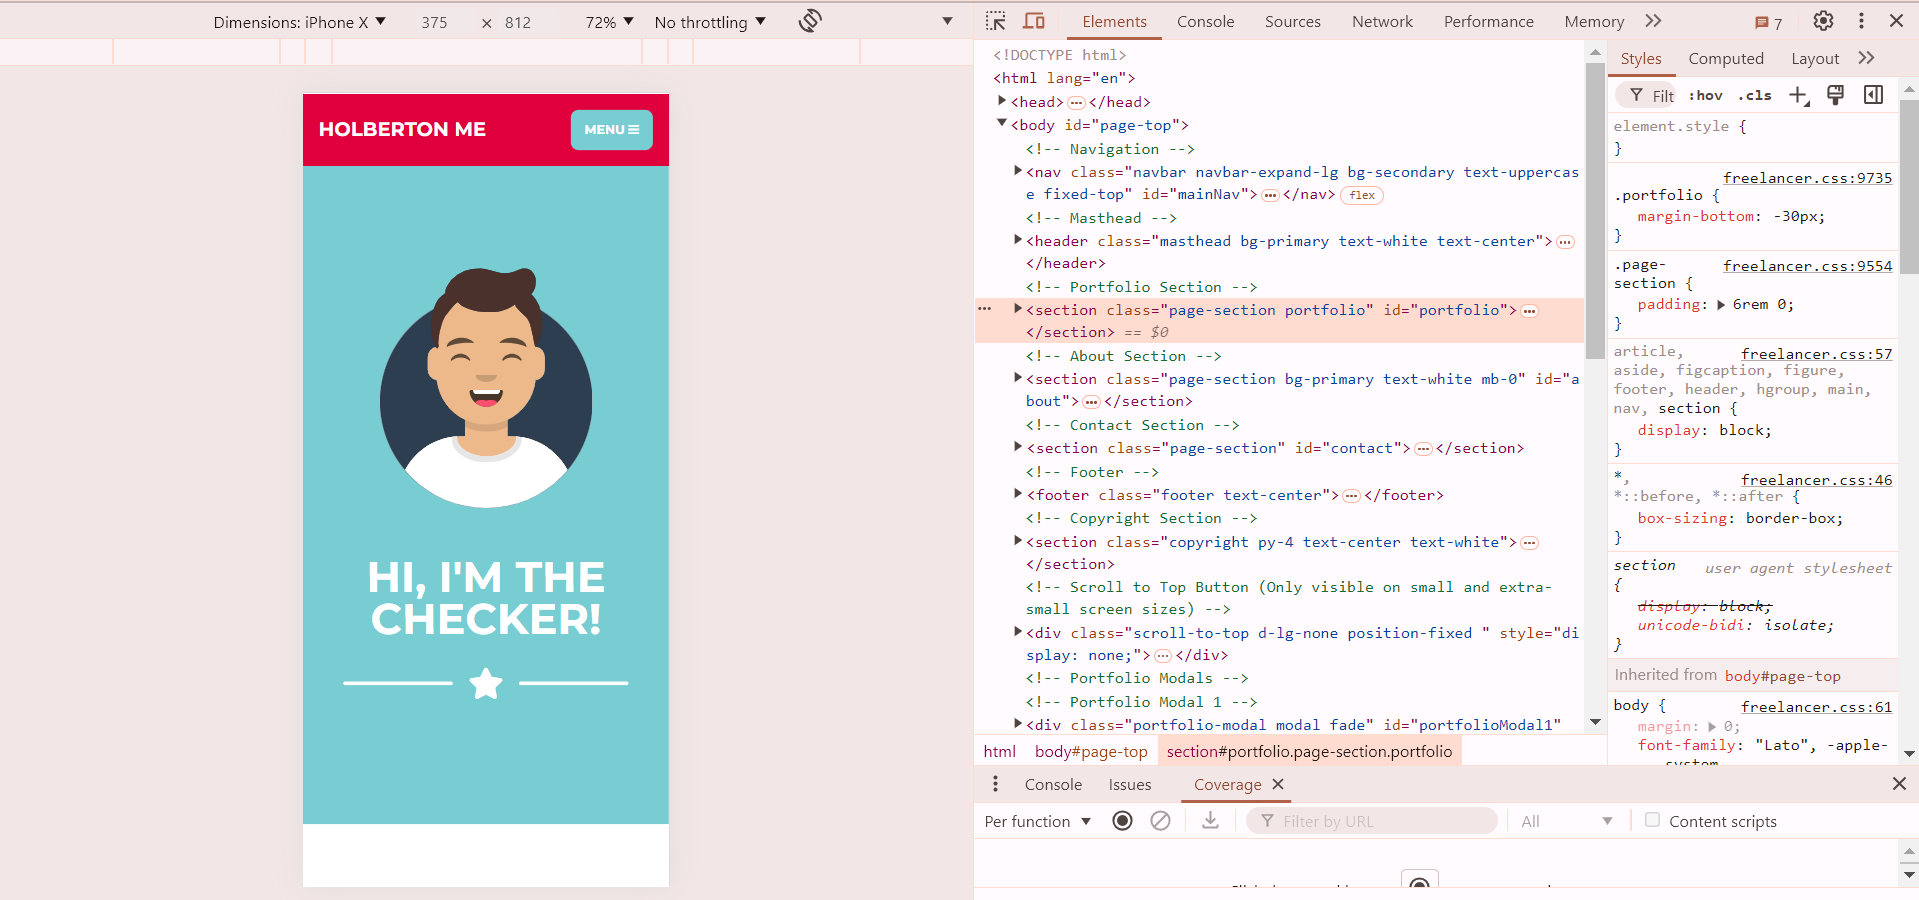 Dimensions: iPhone X ▼ 375 × 812 72% ▼ No throttling ▼
HOLBERTON ME
MENU
HI, I'M THE
CHECKER!
Elements Console Sources Network Performance Memory 7
<!DOCTYPE html>
<html lang="en">
<head>…</head>
<body id="page-top">
<!-- Navigation -->
<nav class="navbar navbar-expand-lg bg-secondary text-uppercas
e fixed-top" id="mainNav">…</nav> flex
<!-- Masthead -->
<header class="masthead bg-primary text-white text-center">…
</header>
<!-- Portfolio Section -->
… <section class="page-section portfolio" id="portfolio">…
</section> == $0
<!-- About Section -->
<section class="page-section bg-primary text-white mb-0" id="a
bout">…</section>
<!-- Contact Section -->
<section class="page-section" id="contact">…</section>
<!-- Footer -->
<footer class="footer text-center">…</footer>
<!-- Copyright Section -->
<section class="copyright py-4 text-center text-white">…
</section>
<!-- Scroll to Top Button (Only visible on small and extra-
small screen sizes) -->
<div class="scroll-to-top d-lg-none position-fixed " style="di
splay: none;">…</div>
<!-- Portfolio Modals -->
<!-- Portfolio Modal 1 -->
<div class="portfolio-modal modal fade" id="portfolioModal1"
html body#page-top section#portfolio.page-section.portfolio
Styles Computed Layout
Filt :hov .cls
element.style {
}
freelancer.css:9735
.portfolio {
margin-bottom: -30px;
}
.page- freelancer.css:9554
section {
padding: 6rem 0;
}
article, freelancer.css:57
aside, figcaption, figure,
footer, header, hgroup, main,
nav, section {
display: block;
}
*, freelancer.css:46
*::before, *::after {
box-sizing: border-box;
}
section user agent stylesheet
{
display: block;
unicode-bidi: isolate;
}
Inherited from body#page-top
body { freelancer.css:61
margin: 0;
font-family: "Lato", -apple-
system
Console Issues Coverage
Per function ▼ Filter by URL All ▼ Content scripts